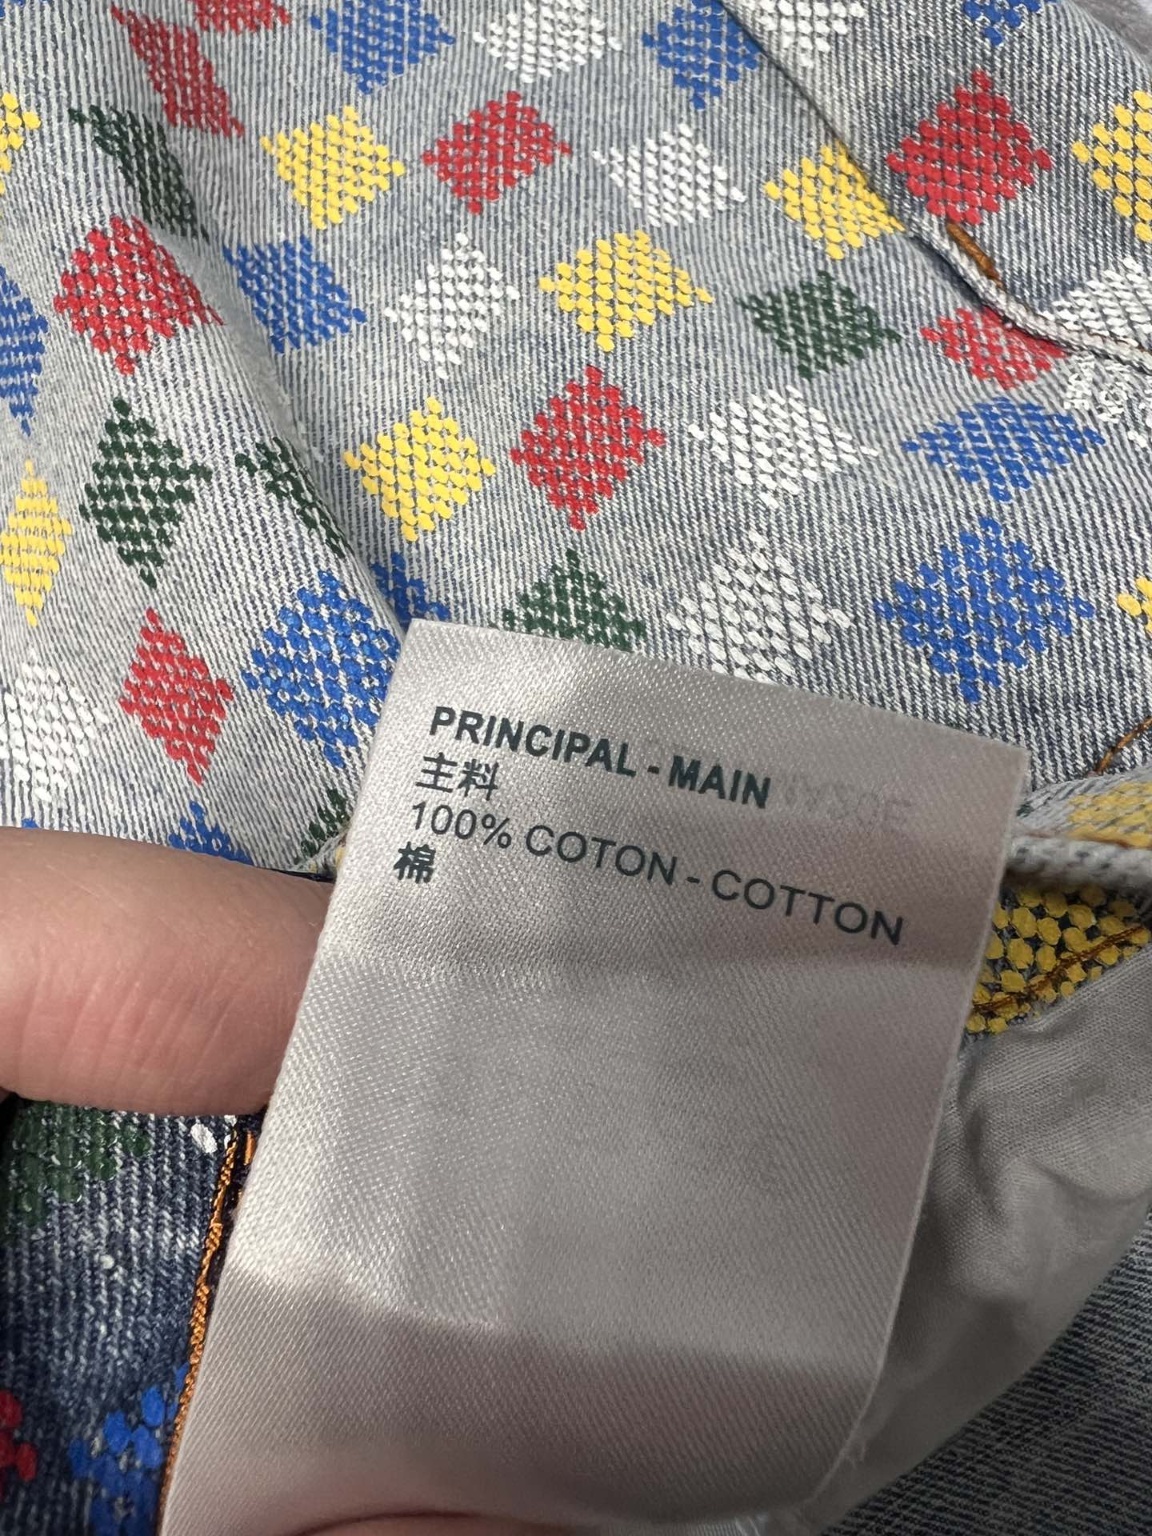 PRINCIPAL - MAIN
主料
100% COTON - COTTON
棉